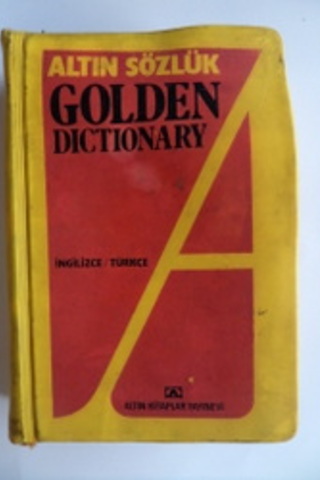 ALTIN SÖZLÜK
GOLDEN
DICTIONARY
İNGİLİZCE / TÜRKÇE
ALTIN KİTAPLAR YAYINEVİ